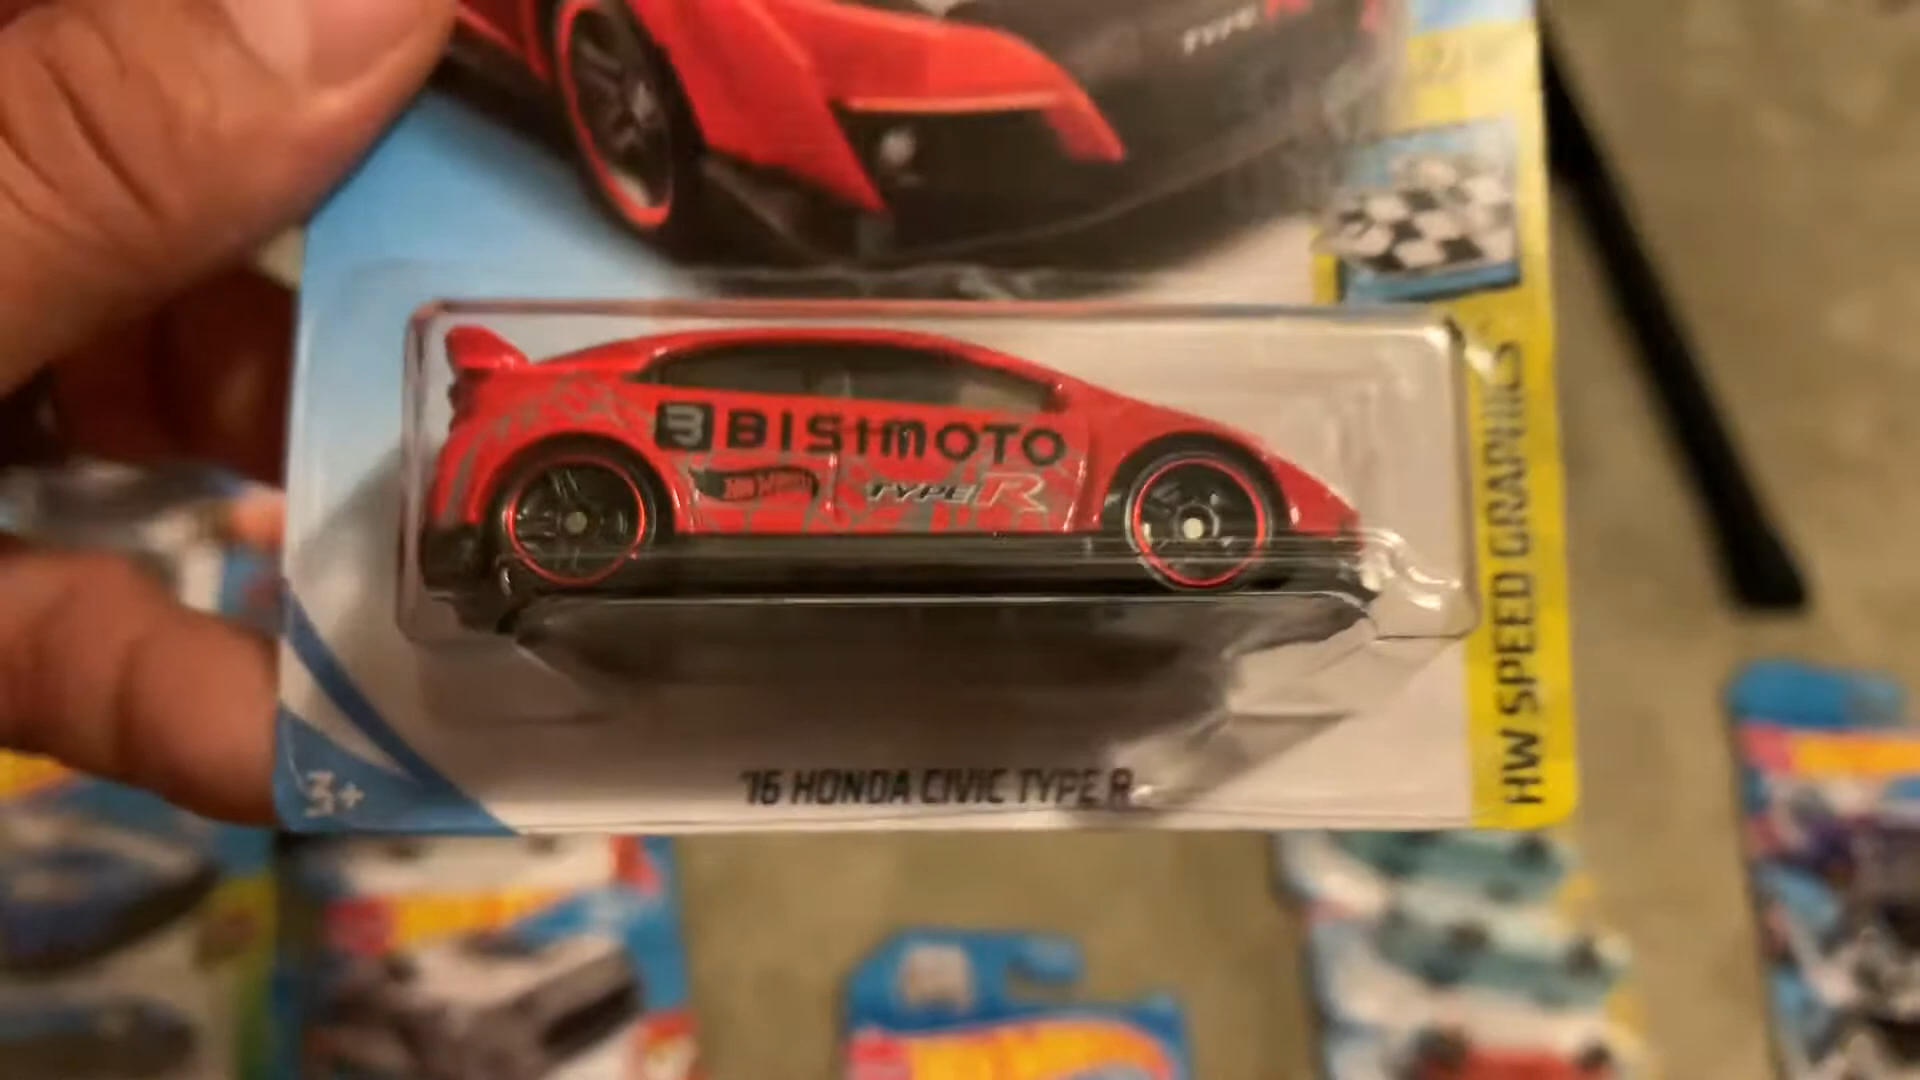 TYPE R
HW SPEED GRAPHICS
BISIMOTO
HOT WHEELS
TYPE R
3+
'16 HONDA CIVIC TYPE R